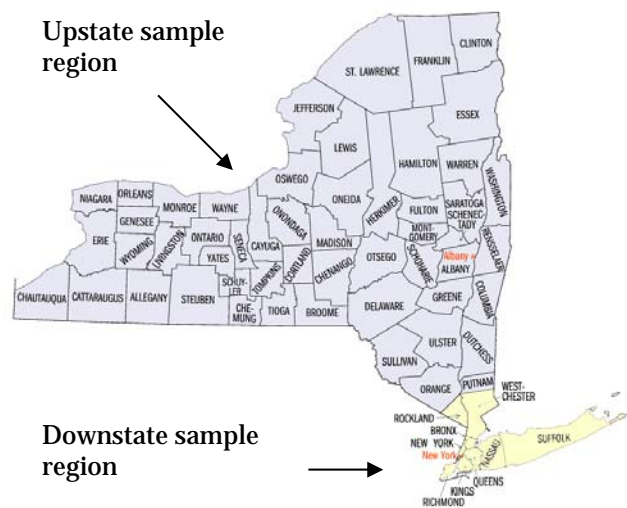 Upstate sample
region
CLINTON
FRANKLIN
ST. LAWRENCE
JEFFERSON
ESSEX
LEWIS
HAMILTON
WARREN
WASHINGTON
OSWEGO
ONEIDA
HERKIMER
NIAGARA
ORLEANS
MONROE
WAYNE
FULTON
SARATOGA
SCHENEC-
TADY
GENESEE
ONONDAGA
MONT-
GOMERY
RENSSELAER
ERIE
WYOMING
LIVINGSTON
ONTARIO
SENECA
CAYUGA
MADISON
YATES
CORTLAND
CHENANGO
OTSEGO
SCHOHARIE
Albany
ALBANY
SCHUY-
LER
TOMPKINS
CHAUTAUQUA
CATTARAUGUS
ALLEGANY
STEUBEN
CHE-
MUNG
TIOGA
BROOME
DELAWARE
GREENE
COLUMBIA
ULSTER
DUTCHESS
SULLIVAN
ORANGE
PUTNAM
WEST-
CHESTER
ROCKLAND
BRONX
NEW YORK
New York
NASSAU
SUFFOLK
QUEENS
KINGS
RICHMOND
Downstate sample
region